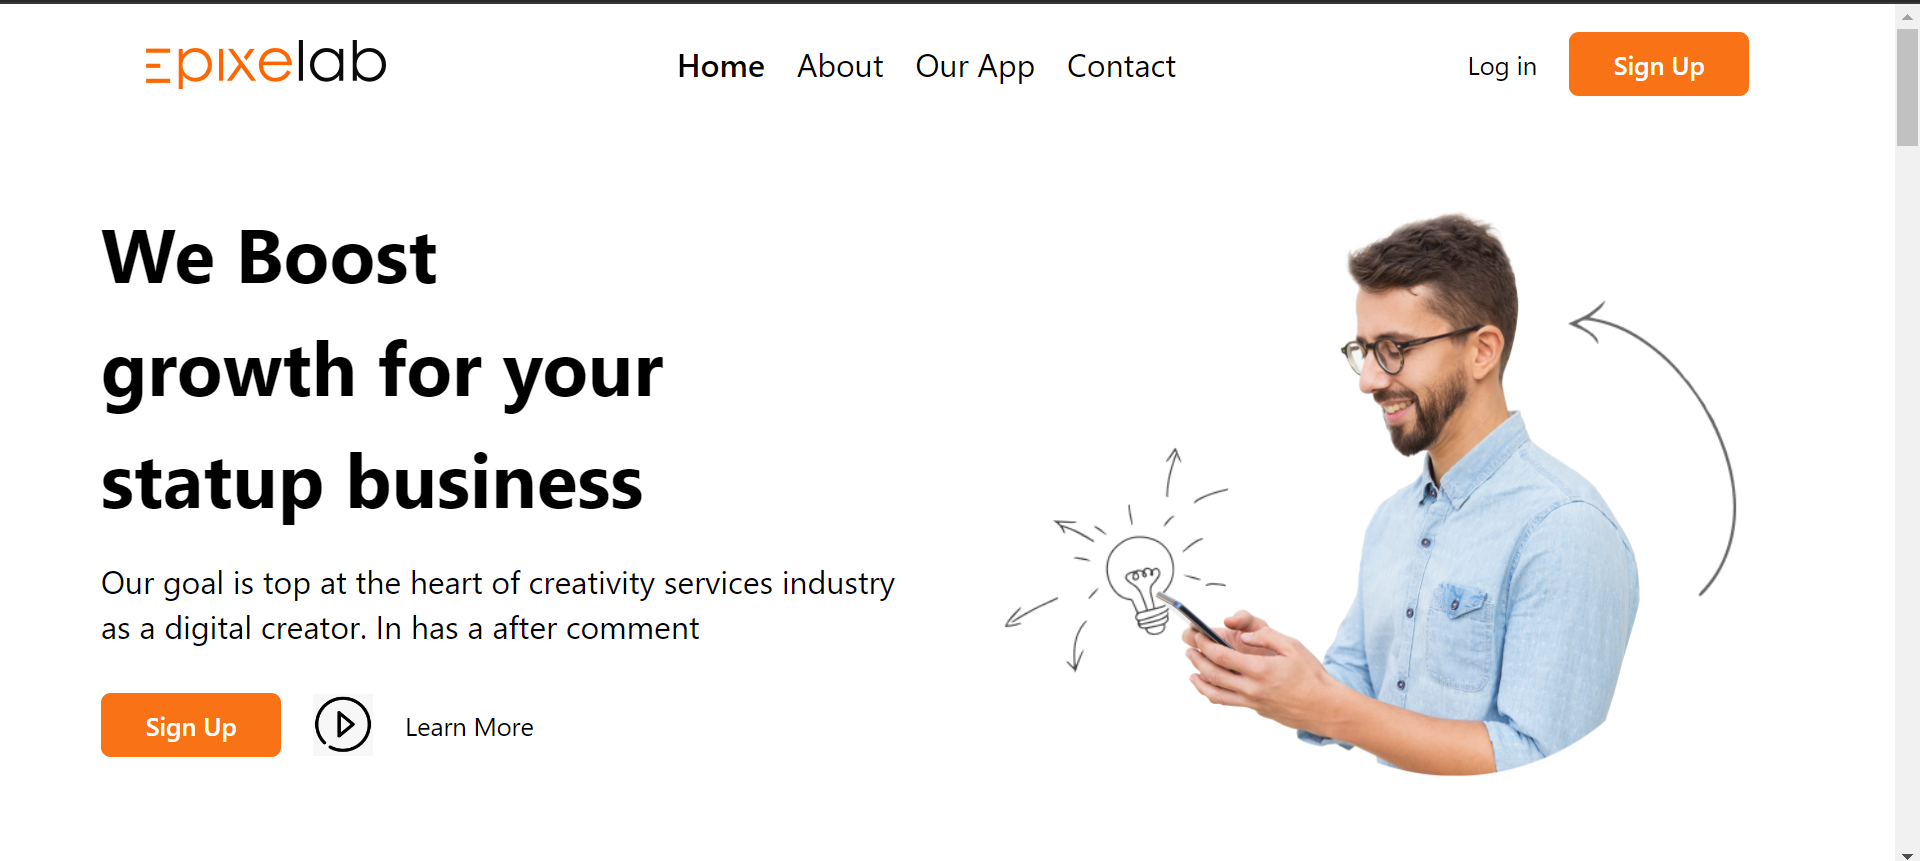 Epixelab
Home About Our App Contact
Log in Sign Up
We Boost
growth for your
statup business
Our goal is top at the heart of creativity services industry
as a digital creator. In has a after comment
Sign Up Learn More